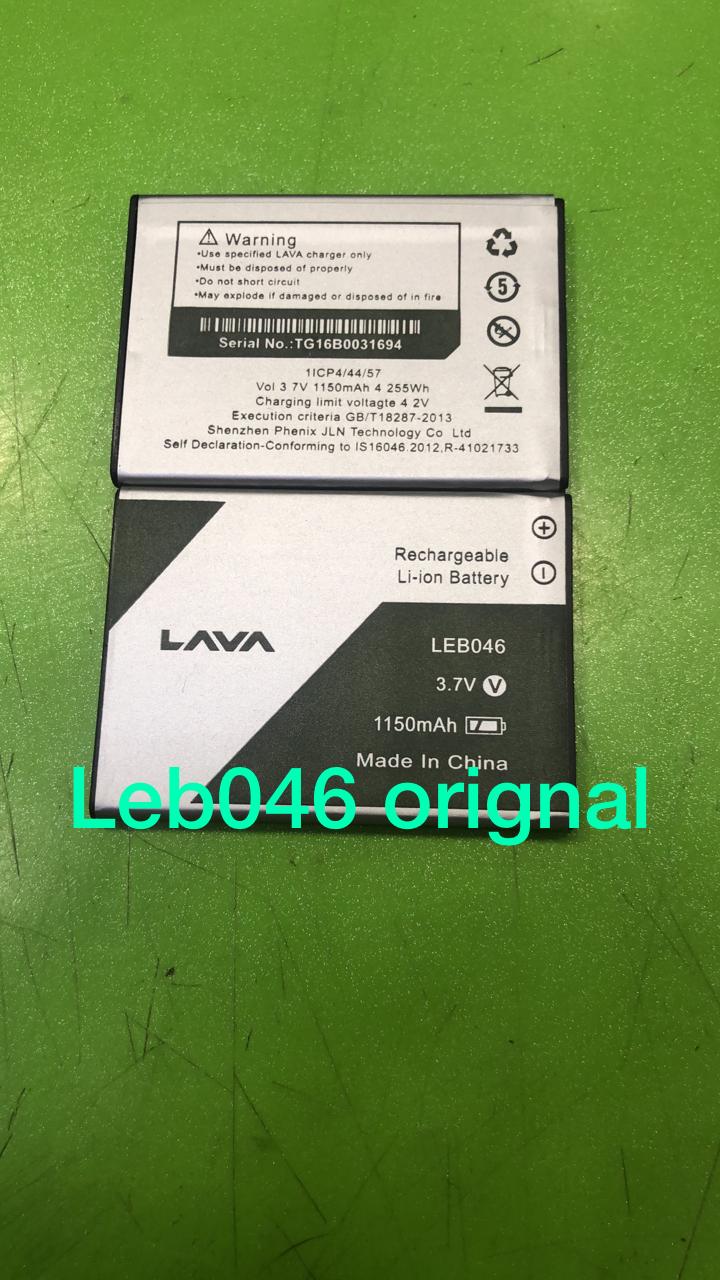 Warning
•Use specified LAVA charger only
•Must be disposed of properly
•Do not short circuit
•May explode if damaged or disposed of in fire
Serial No.:TG16B0031694
1ICP4/44/57
Vol 3 7V 1150mAh 4 255Wh
Charging limit voltagte 4 2V
Execution criteria GB/T18287-2013
Shenzhen Phenix JLN Technology Co Ltd
Self Declaration-Conforming to IS16046.2012,R-41021733
5
Rechargeable
Li-ion Battery
LAVA
LEB046
3.7V V
1150mAh
Made In China
Leb046 orignal